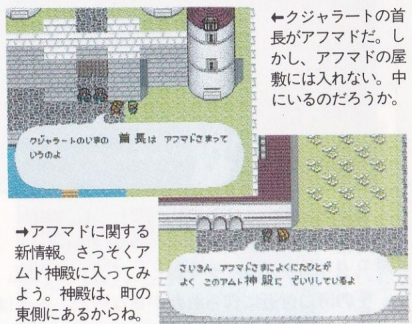 ←クジャラートの首
長がアフマドだ。し
かし、アフマドの屋
敷には入れない。中
にいるのだろうか。
クジャラートのいまの 首 長は アフマドさまって
いうのよ
→アフマドに関する
新情報。さっそくア
ムト神殿に入ってみ
よう。神殿は、町の
東側にあるからね。
さいきん アフマドさまによくにたひとが
よく このアムト神 殿に でいりしているよ